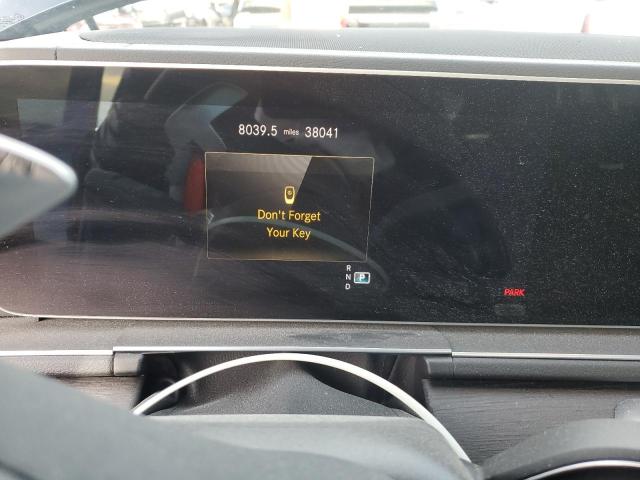 8039.5 miles 38041
Don't Forget
Your Key
R
N P
D
PARK